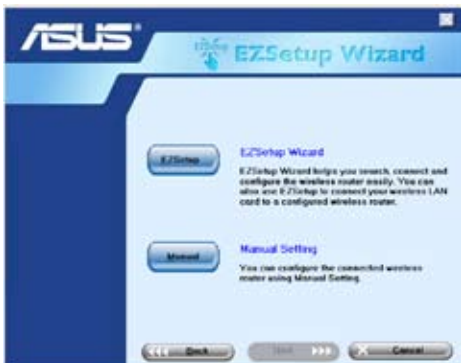 ASUS
EZSetup Wizard
EZSetup
EZSetup Wizard
EZSetup Wizard helps you search, connect and
configure the wireless router easily. You can
also use EZSetup to connect your wireless LAN
card to a configured wireless router.
Manual
Manual Setting
You can configure the connected wireless
router using Manual Setting.
Back
Next
Cancel